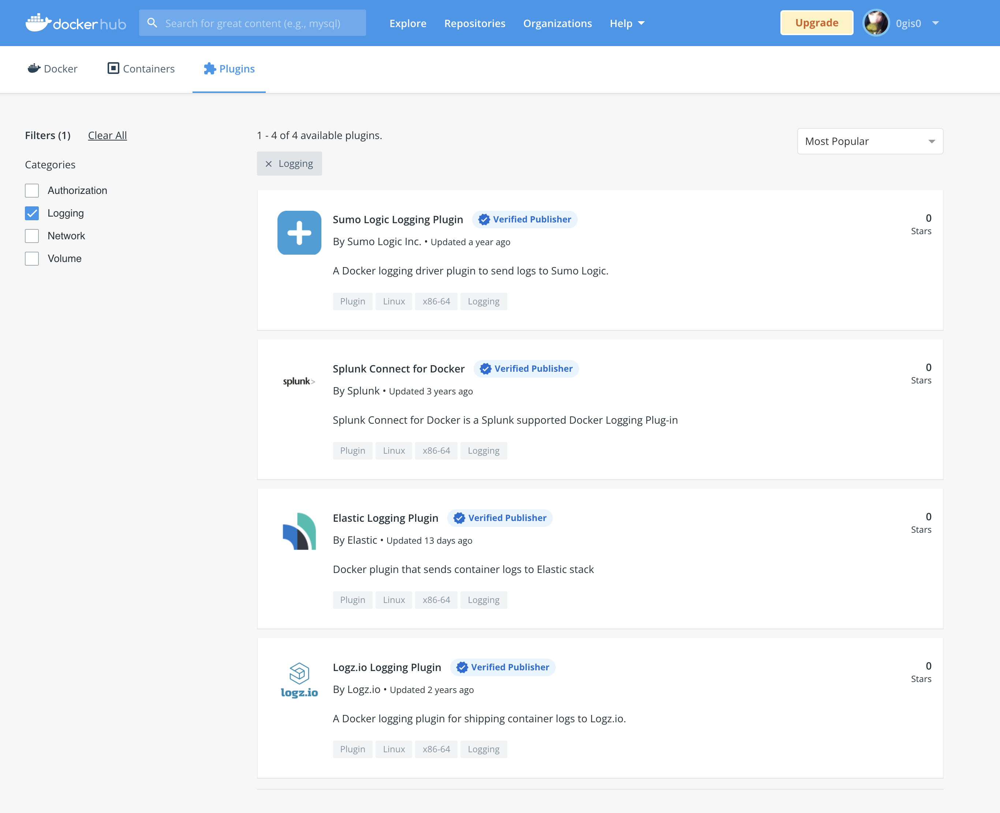 docker hub
Search for great content (e.g., mysql)
Explore
Repositories
Organizations
Help
Upgrade
0gis0
Docker
Containers
Plugins
Filters (1)
Clear All
Categories
Authorization
Logging
Network
Volume
1 - 4 of 4 available plugins.
Most Popular
Logging
Sumo Logic Logging Plugin
Verified Publisher
0
Stars
By Sumo Logic Inc. • Updated a year ago
A Docker logging driver plugin to send logs to Sumo Logic.
Plugin
Linux
x86-64
Logging
splunk>
Splunk Connect for Docker
Verified Publisher
0
Stars
By Splunk • Updated 3 years ago
Splunk Connect for Docker is a Splunk supported Docker Logging Plug-in
Plugin
Linux
x86-64
Logging
Elastic Logging Plugin
Verified Publisher
0
Stars
By Elastic • Updated 13 days ago
Docker plugin that sends container logs to Elastic stack
Plugin
Linux
x86-64
Logging
logz.io
Logz.io Logging Plugin
Verified Publisher
0
Stars
By Logz.io • Updated 2 years ago
A Docker logging plugin for shipping container logs to Logz.io.
Plugin
Linux
x86-64
Logging